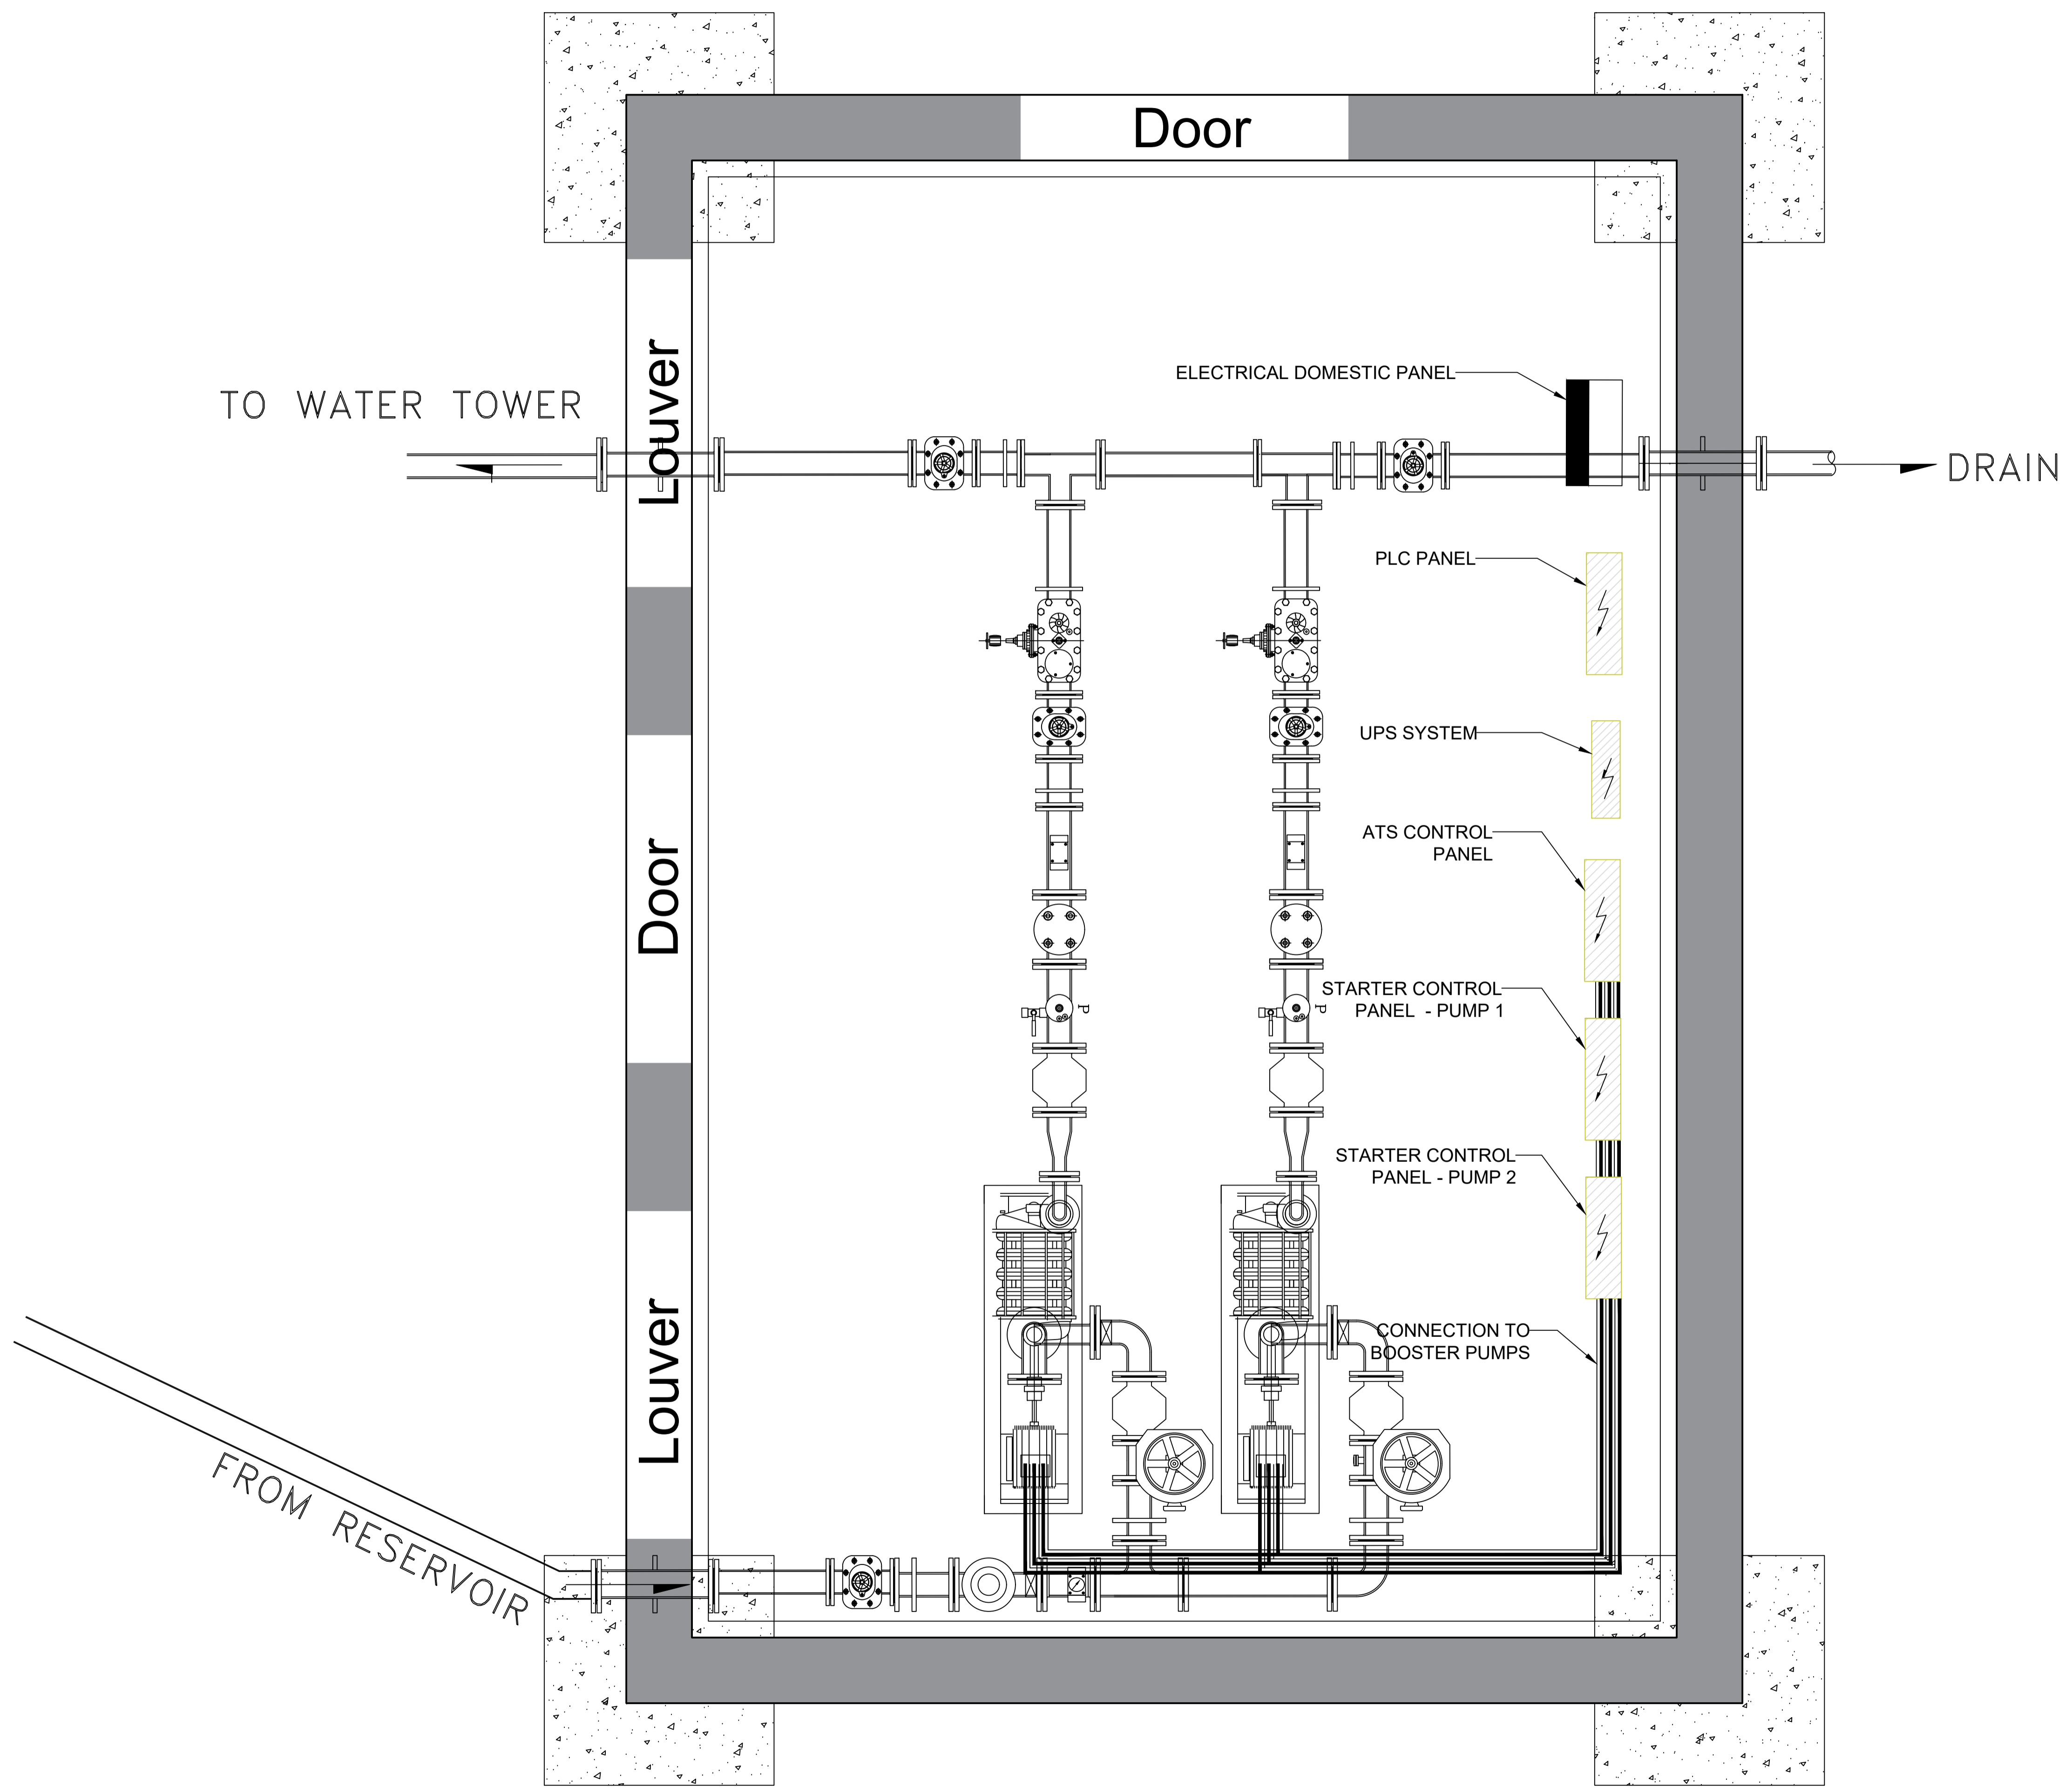 Door
Louver
TO WATER TOWER
ELECTRICAL DOMESTIC PANEL
DRAIN
PLC PANEL
UPS SYSTEM
ATS CONTROL
PANEL
Door
STARTER CONTROL
PANEL - PUMP 1
P
P
STARTER CONTROL
PANEL - PUMP 2
CONNECTION TO
BOOSTER PUMPS
Louver
FROM RESERVOIR